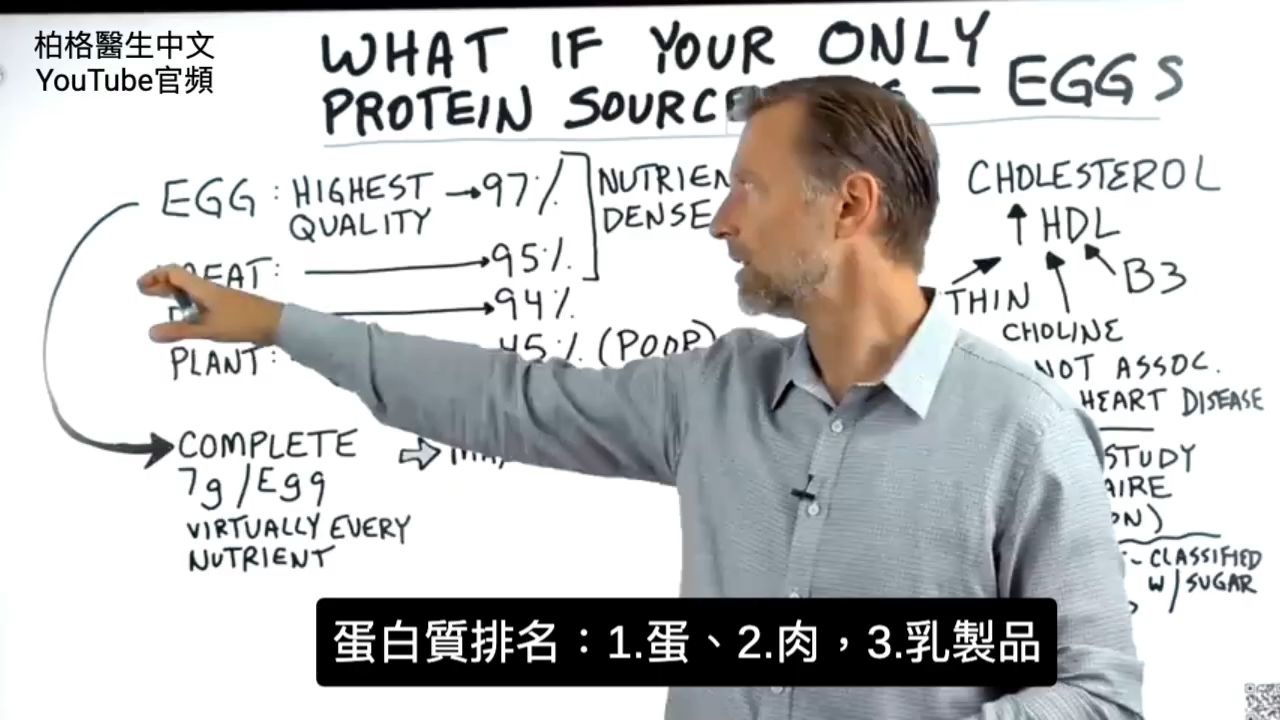 柏格醫生中文
YouTube官頻
WHAT IF YOUR ONLY
PROTEIN SOURCE — EGGS
EGG: HIGHEST QUALITY → 97%
NUTRIEN
DENSE
→ 95%
→ 94%
PLANT: 45% (POOP)
COMPLETE
7g/Egg
VIRTUALLY EVERY
NUTRIENT
CHOLESTEROL
↑ HDL
THIN
CHOLINE
B3
NOT ASSOC.
HEART DISEASE
STUDY
CLASSIFIED
W/SUGAR
蛋白質排名：1.蛋、2.肉，3.乳製品